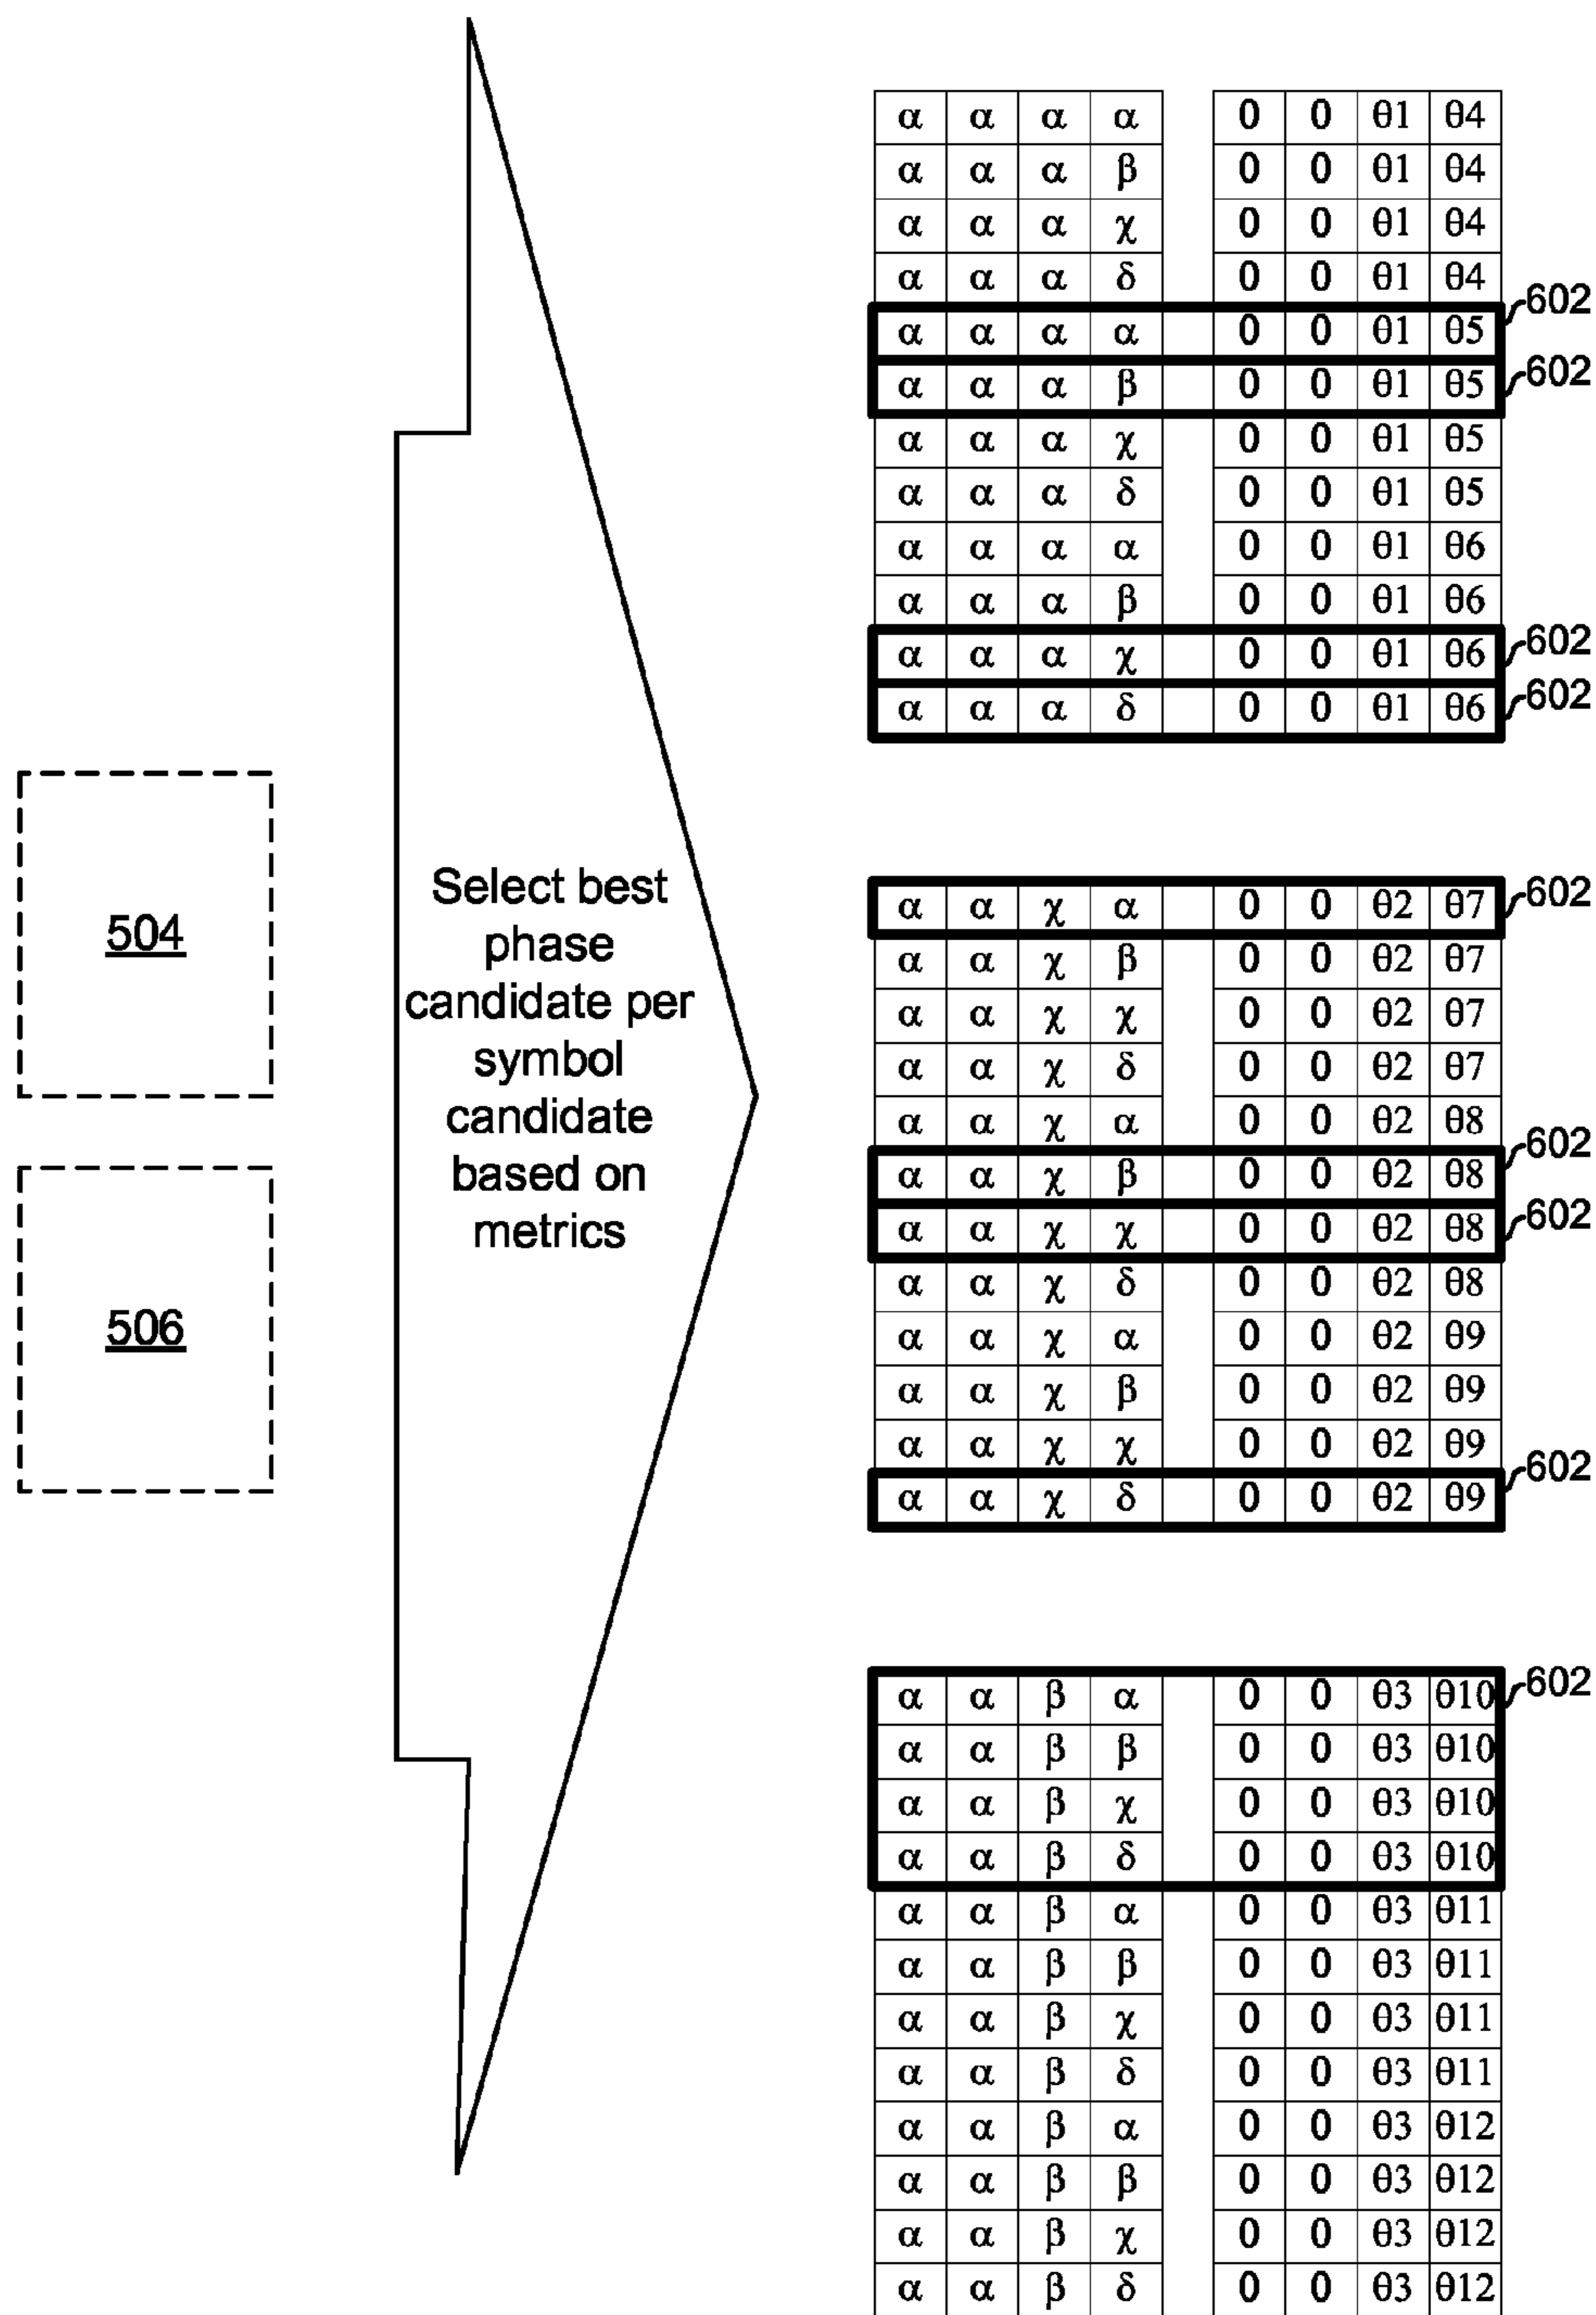 504
506
Select best
phase
candidate per
symbol
candidate
based on
metrics
α α α α 0 0 θ1 θ4
α α α β 0 0 θ1 θ4
α α α χ 0 0 θ1 θ4
α α α δ 0 0 θ1 θ4
α α α α 0 0 θ1 θ5 602
α α α β 0 0 θ1 θ5 602
α α α χ 0 0 θ1 θ5
α α α δ 0 0 θ1 θ5
α α α α 0 0 θ1 θ6
α α α β 0 0 θ1 θ6
α α α χ 0 0 θ1 θ6 602
α α α δ 0 0 θ1 θ6 602
α α χ α 0 0 θ2 θ7 602
α α χ β 0 0 θ2 θ7
α α χ χ 0 0 θ2 θ7
α α χ δ 0 0 θ2 θ7
α α χ α 0 0 θ2 θ8
α α χ β 0 0 θ2 θ8 602
α α χ χ 0 0 θ2 θ8 602
α α χ δ 0 0 θ2 θ8
α α χ α 0 0 θ2 θ9
α α χ β 0 0 θ2 θ9
α α χ χ 0 0 θ2 θ9
α α χ δ 0 0 θ2 θ9 602
α α β α 0 0 θ3 θ10 602
α α β β 0 0 θ3 θ10
α α β χ 0 0 θ3 θ10
α α β δ 0 0 θ3 θ10
α α β α 0 0 θ3 θ11
α α β β 0 0 θ3 θ11
α α β χ 0 0 θ3 θ11
α α β δ 0 0 θ3 θ11
α α β α 0 0 θ3 θ12
α α β β 0 0 θ3 θ12
α α β χ 0 0 θ3 θ12
α α β δ 0 0 θ3 θ12